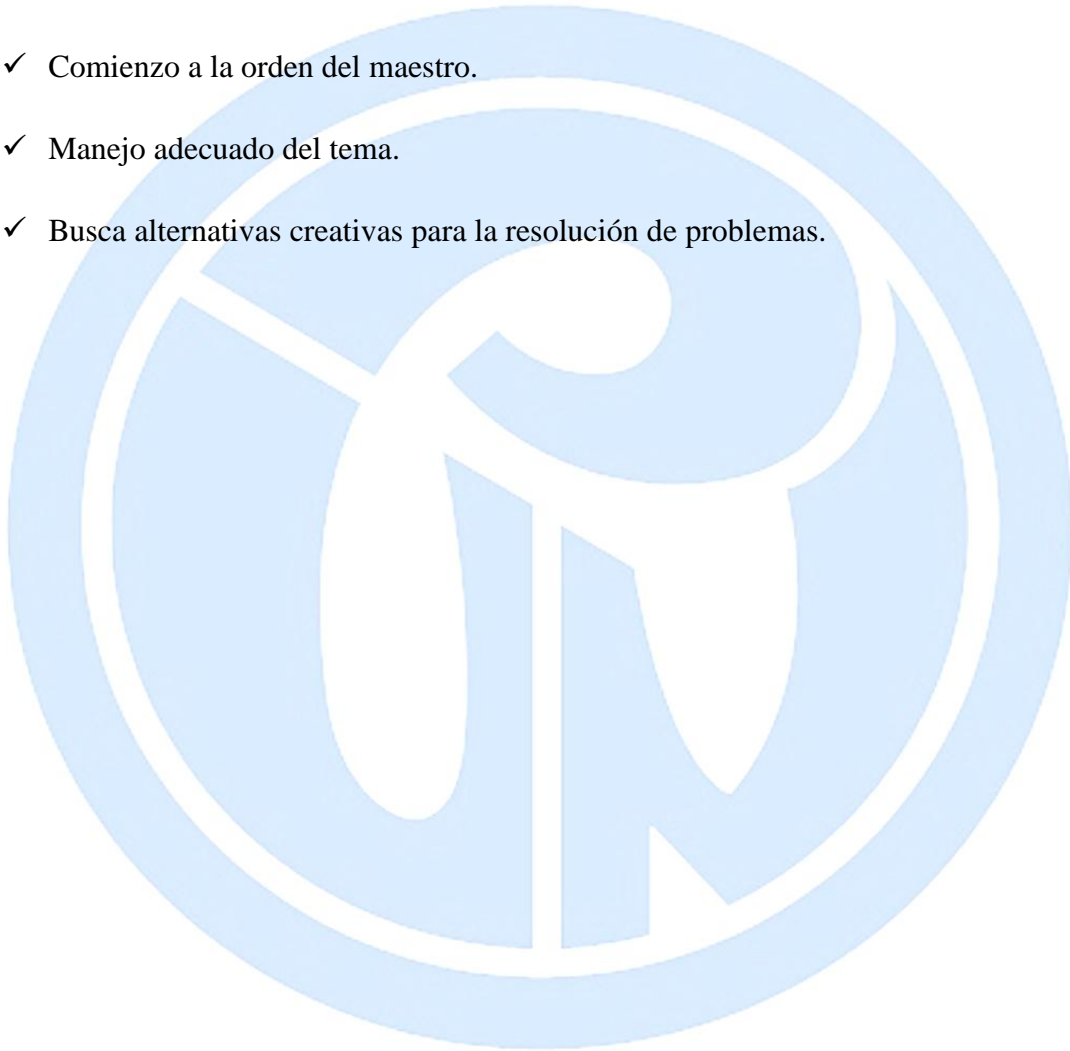 ✓ Comienzo a la orden del maestro.
✓ Manejo adecuado del tema.
✓ Busca alternativas creativas para la resolución de problemas.